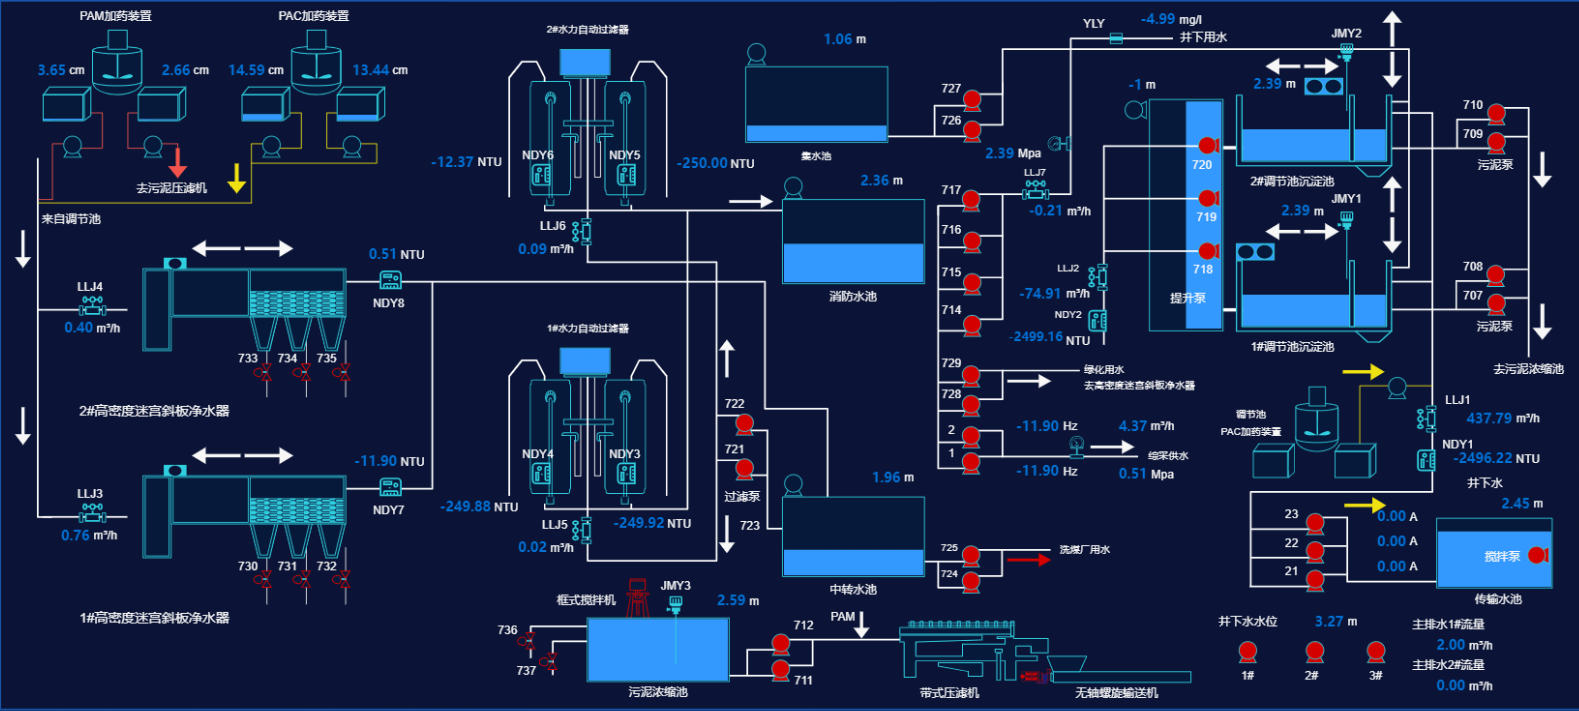 PAM加药装置
PAC加药装置
3.65 cm
2.66 cm
14.59 cm
13.44 cm
去污泥压滤机
来自调节池
2#水力自动过滤器
-12.37 NTU
NDY6
NDY5
-250.00 NTU
LLJ6
0.09 m³/h
1.06 m
集水池
727
726
2.36 m
消防水池
YLY
-4.99 mg/l
井下用水
2.39 Mpa
LLJ7
-0.21 m³/h
717
716
715
714
729
728
绿化用水
去高密度迷宫斜板净水器
2
1
-11.90 Hz
-11.90 Hz
4.37 m³/h
综采供水
0.51 Mpa
-1 m
720
719
718
提升泵
LLJ2
-74.91 m³/h
NDY2
-2499.16 NTU
JMY2
2.39 m
2#调节池沉淀池
JMY1
2.39 m
1#调节池沉淀池
710
709
污泥泵
708
707
污泥泵
去污泥浓缩池
0.51 NTU
NDY8
LLJ4
0.40 m³/h
733
734
735
2#高密度迷宫斜板净水器
-11.90 NTU
NDY7
LLJ3
0.76 m³/h
730
731
732
1#高密度迷宫斜板净水器
1#水力自动过滤器
NDY4
NDY3
-249.88 NTU
-249.92 NTU
LLJ5
0.02 m³/h
722
721
过滤泵
723
1.96 m
中转水池
725
724
洗煤厂用水
调节池
PAC加药装置
LLJ1
437.79 m³/h
NDY1
-2496.22 NTU
井下水
23
22
21
0.00 A
0.00 A
0.00 A
2.45 m
搅拌泵
传输水池
框式搅拌机
JMY3
2.59 m
736
737
污泥浓缩池
712
711
PAM
带式压滤机
无轴螺旋输送机
井下水水位
3.27 m
1#
2#
3#
主排水1#流量
2.00 m³/h
主排水2#流量
0.00 m³/h